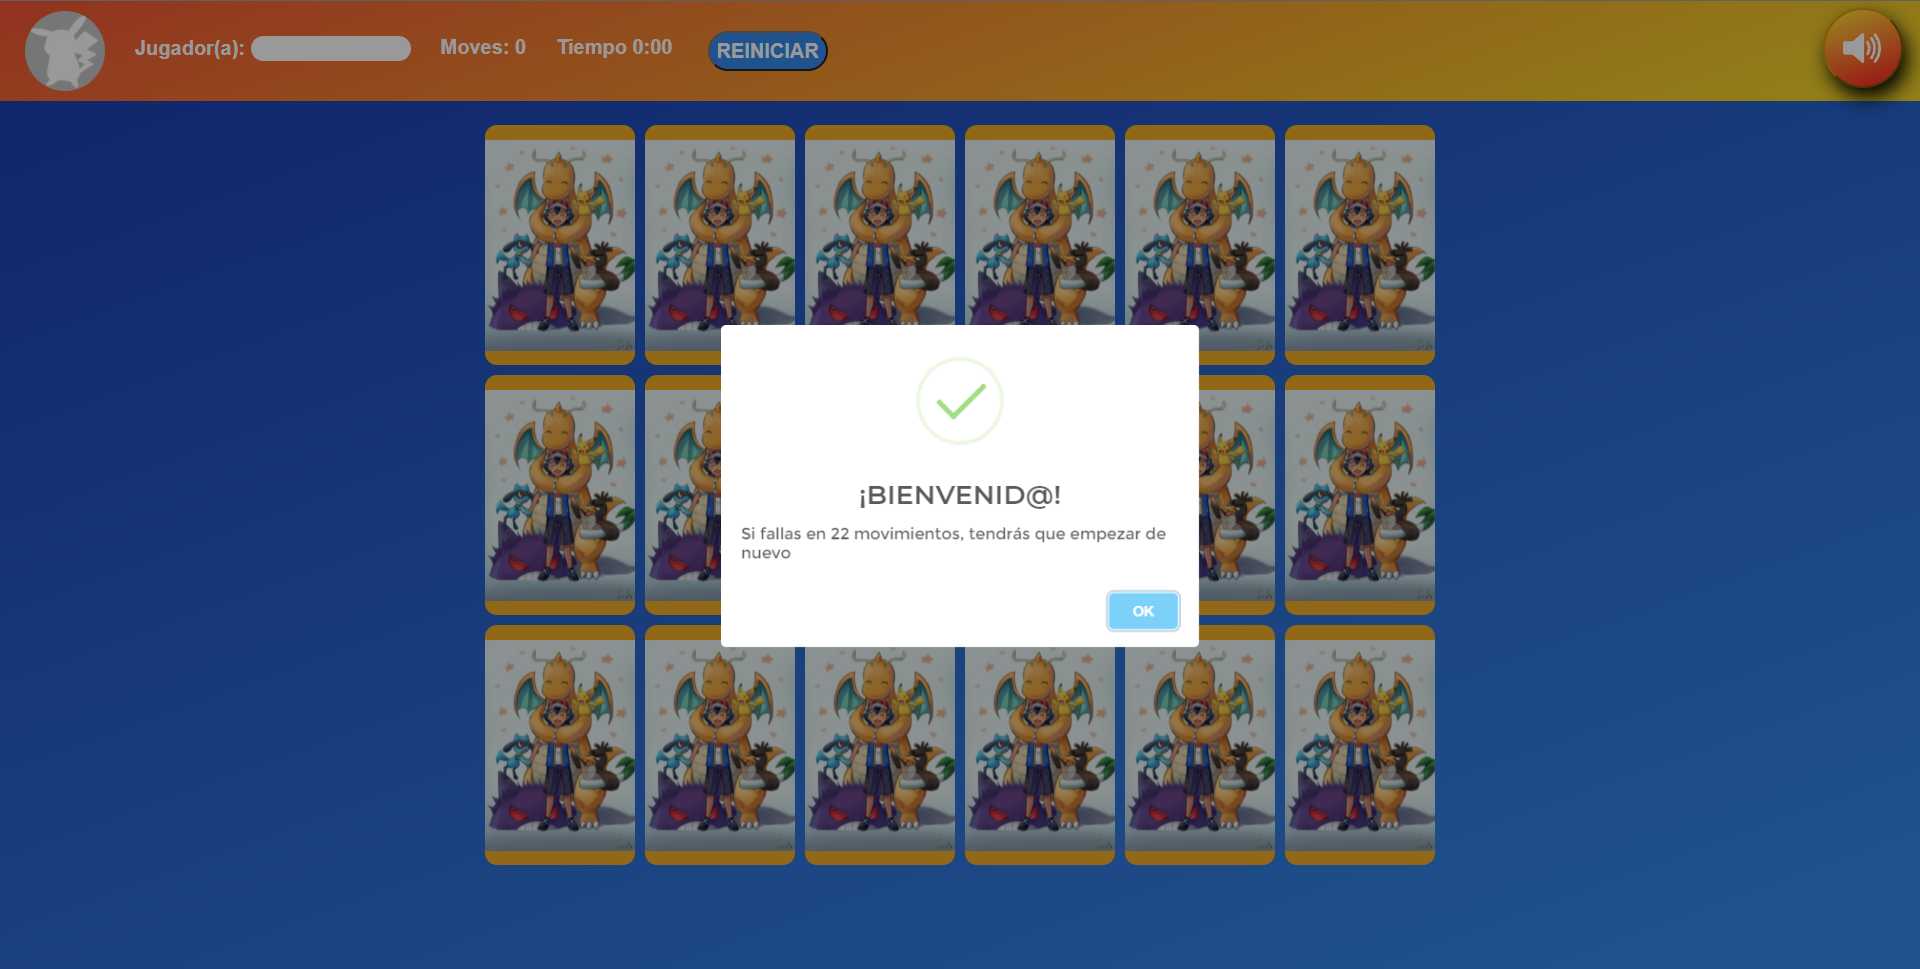 Jugador(a):
Moves: 0
Tiempo 0:00
REINICIAR
¡BIENVENID@!
Si fallas en 22 movimientos, tendrás que empezar de
nuevo
OK